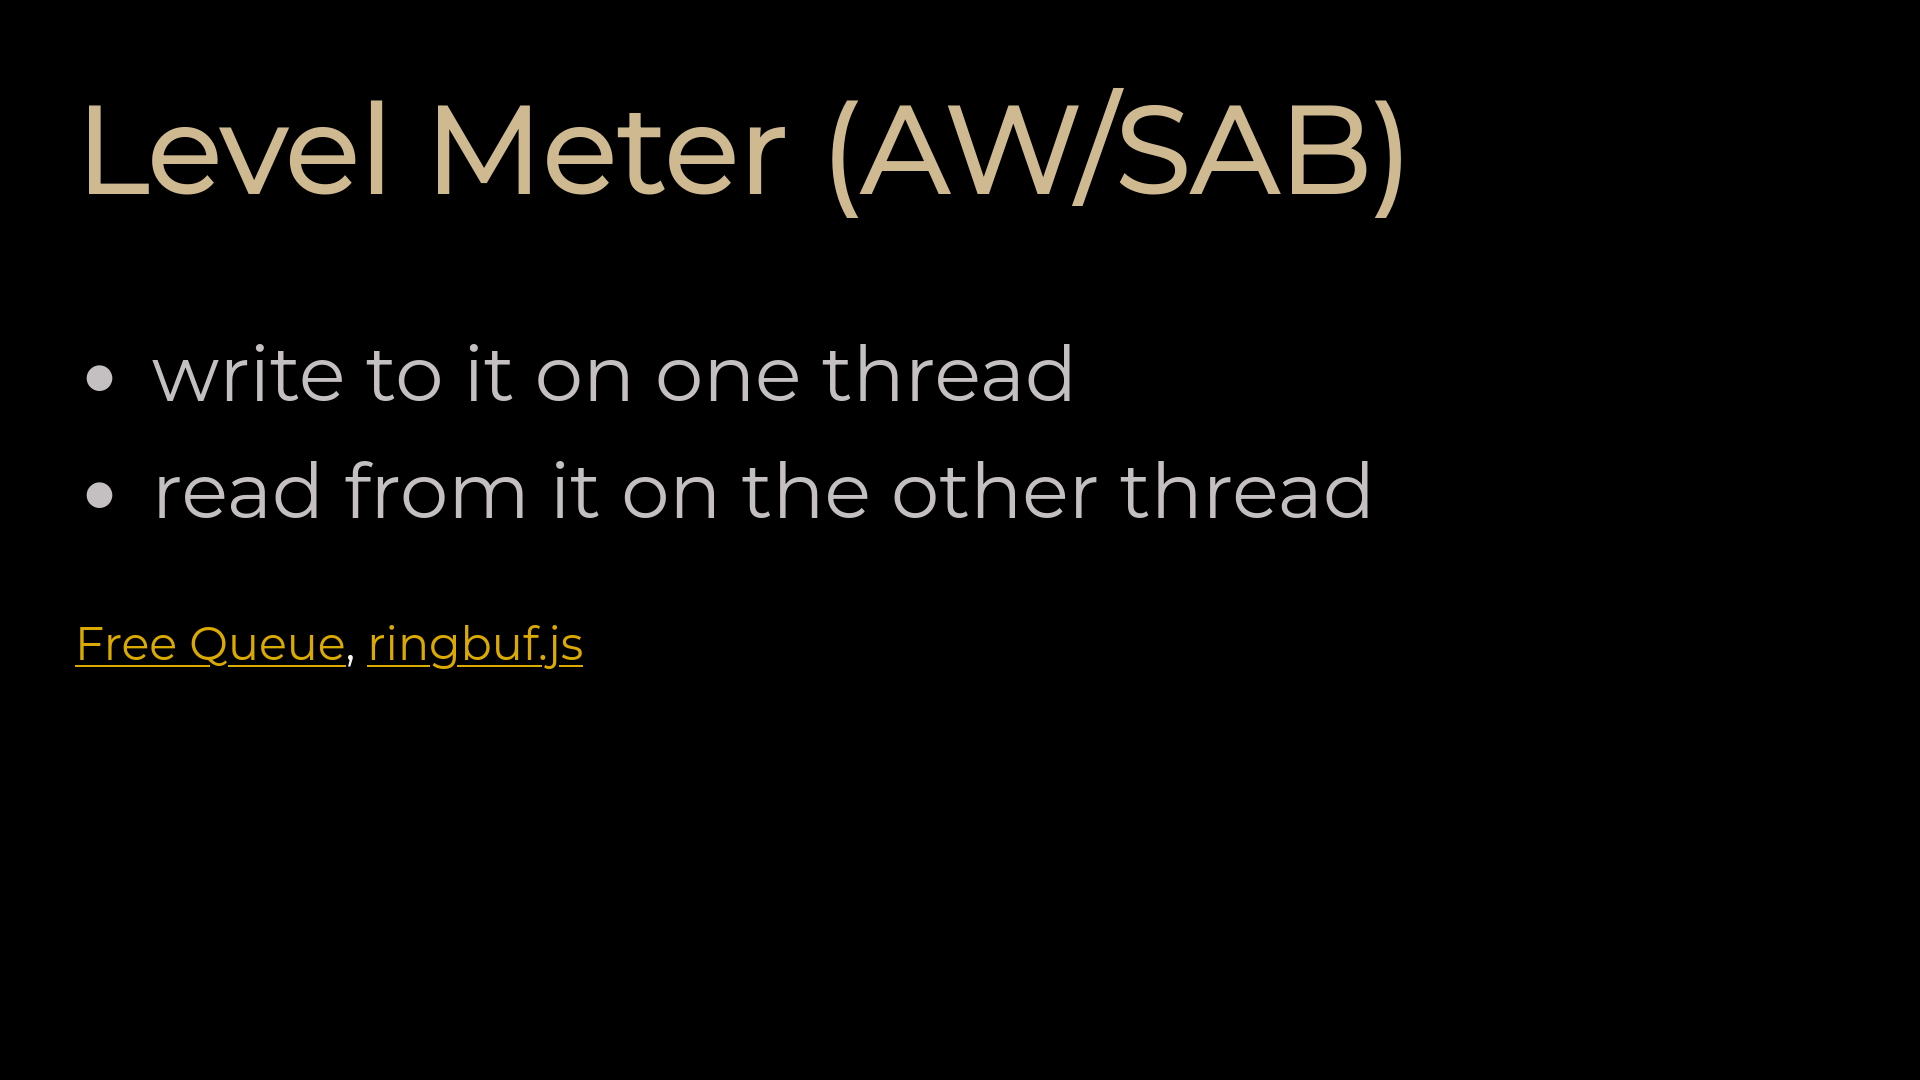 Level Meter (AW/SAB)
• write to it on one thread
• read from it on the other thread
Free Queue, ringbuf.js